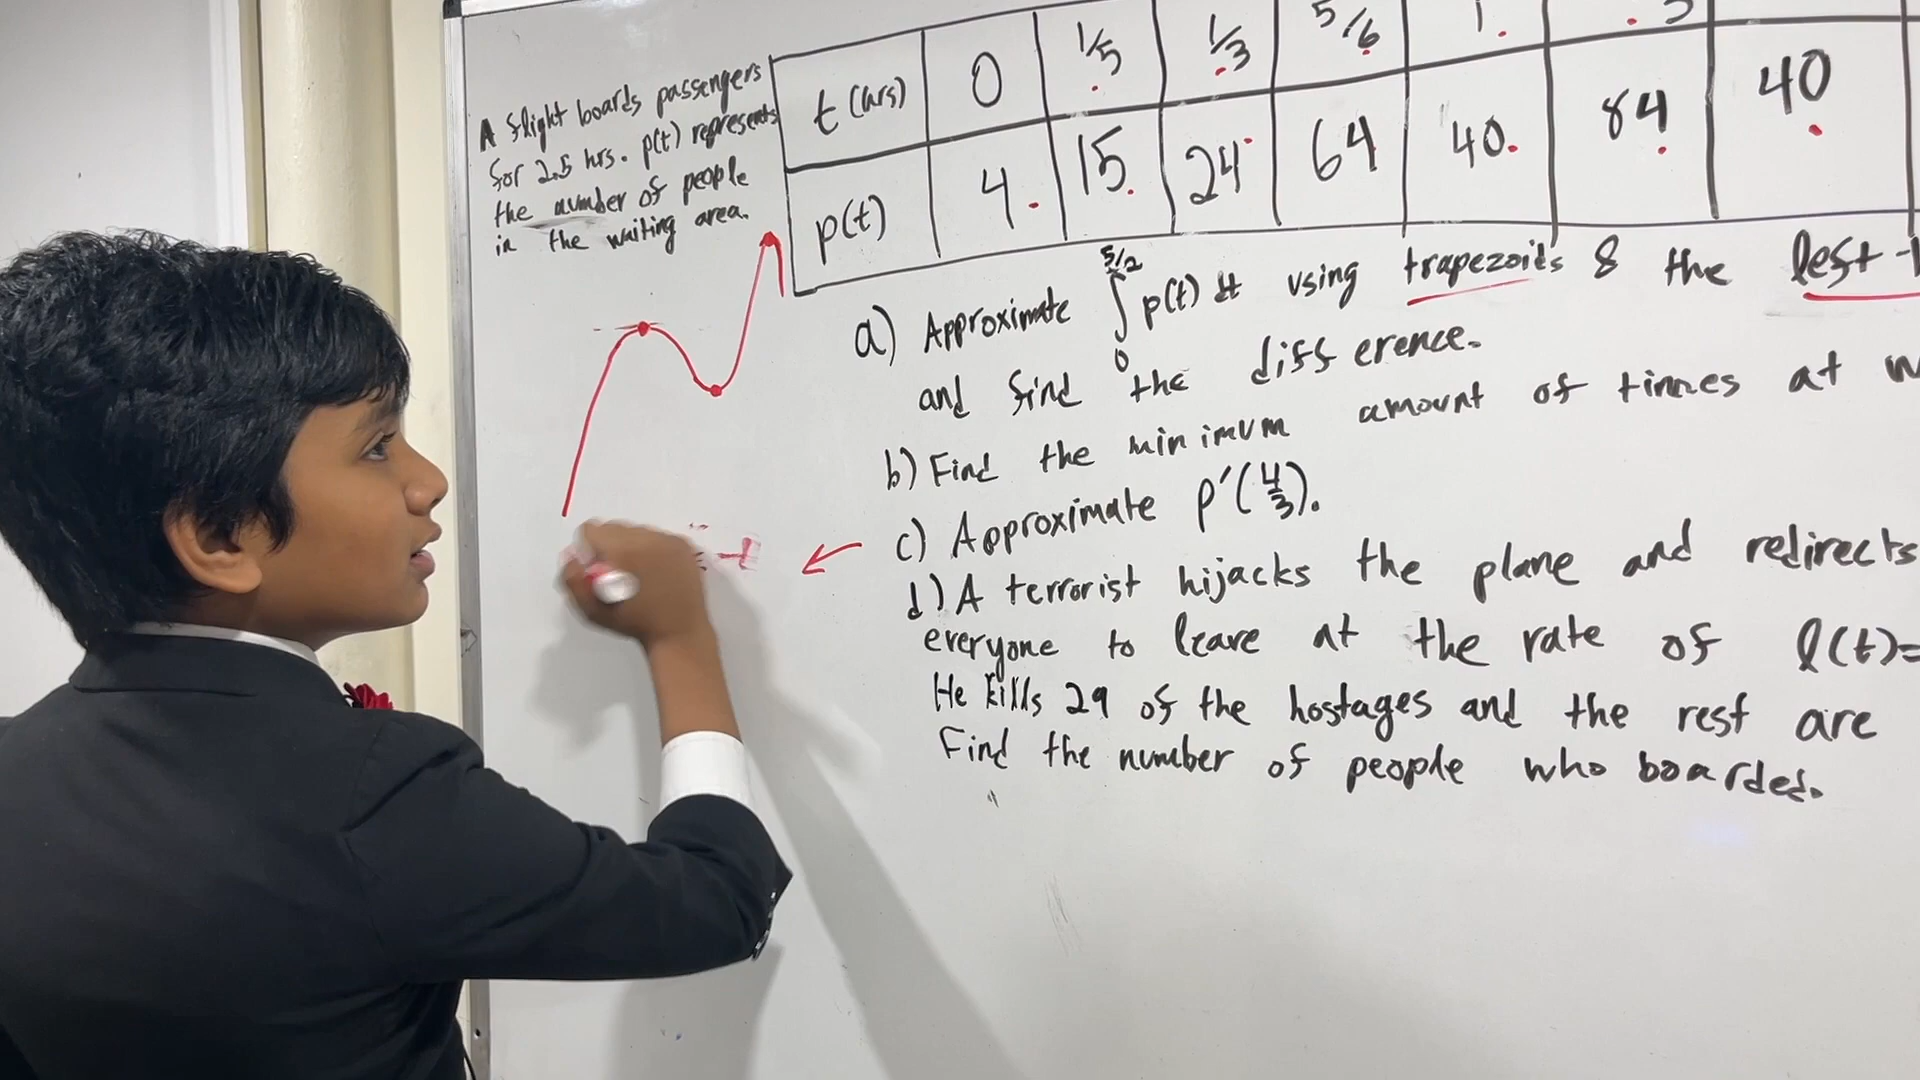 A flight boards passengers
for 2.5 hrs. p(t) represents
the number of people
in the waiting area.
t (hrs) 0 1/5 1/3 5/6 1
p(t) 4 15 24 64 40 84 40
a) Approximate ∫₀^5/2 p(t) dt using trapezoids & the left-
and find the difference.
b) Find the minimum amount of times at
c) Approximate p'(4/3).
d) A terrorist hijacks the plane and redirects
everyone to leave at the rate of l(t)=
He kills 29 of the hostages and the rest are
Find the number of people who boarded.